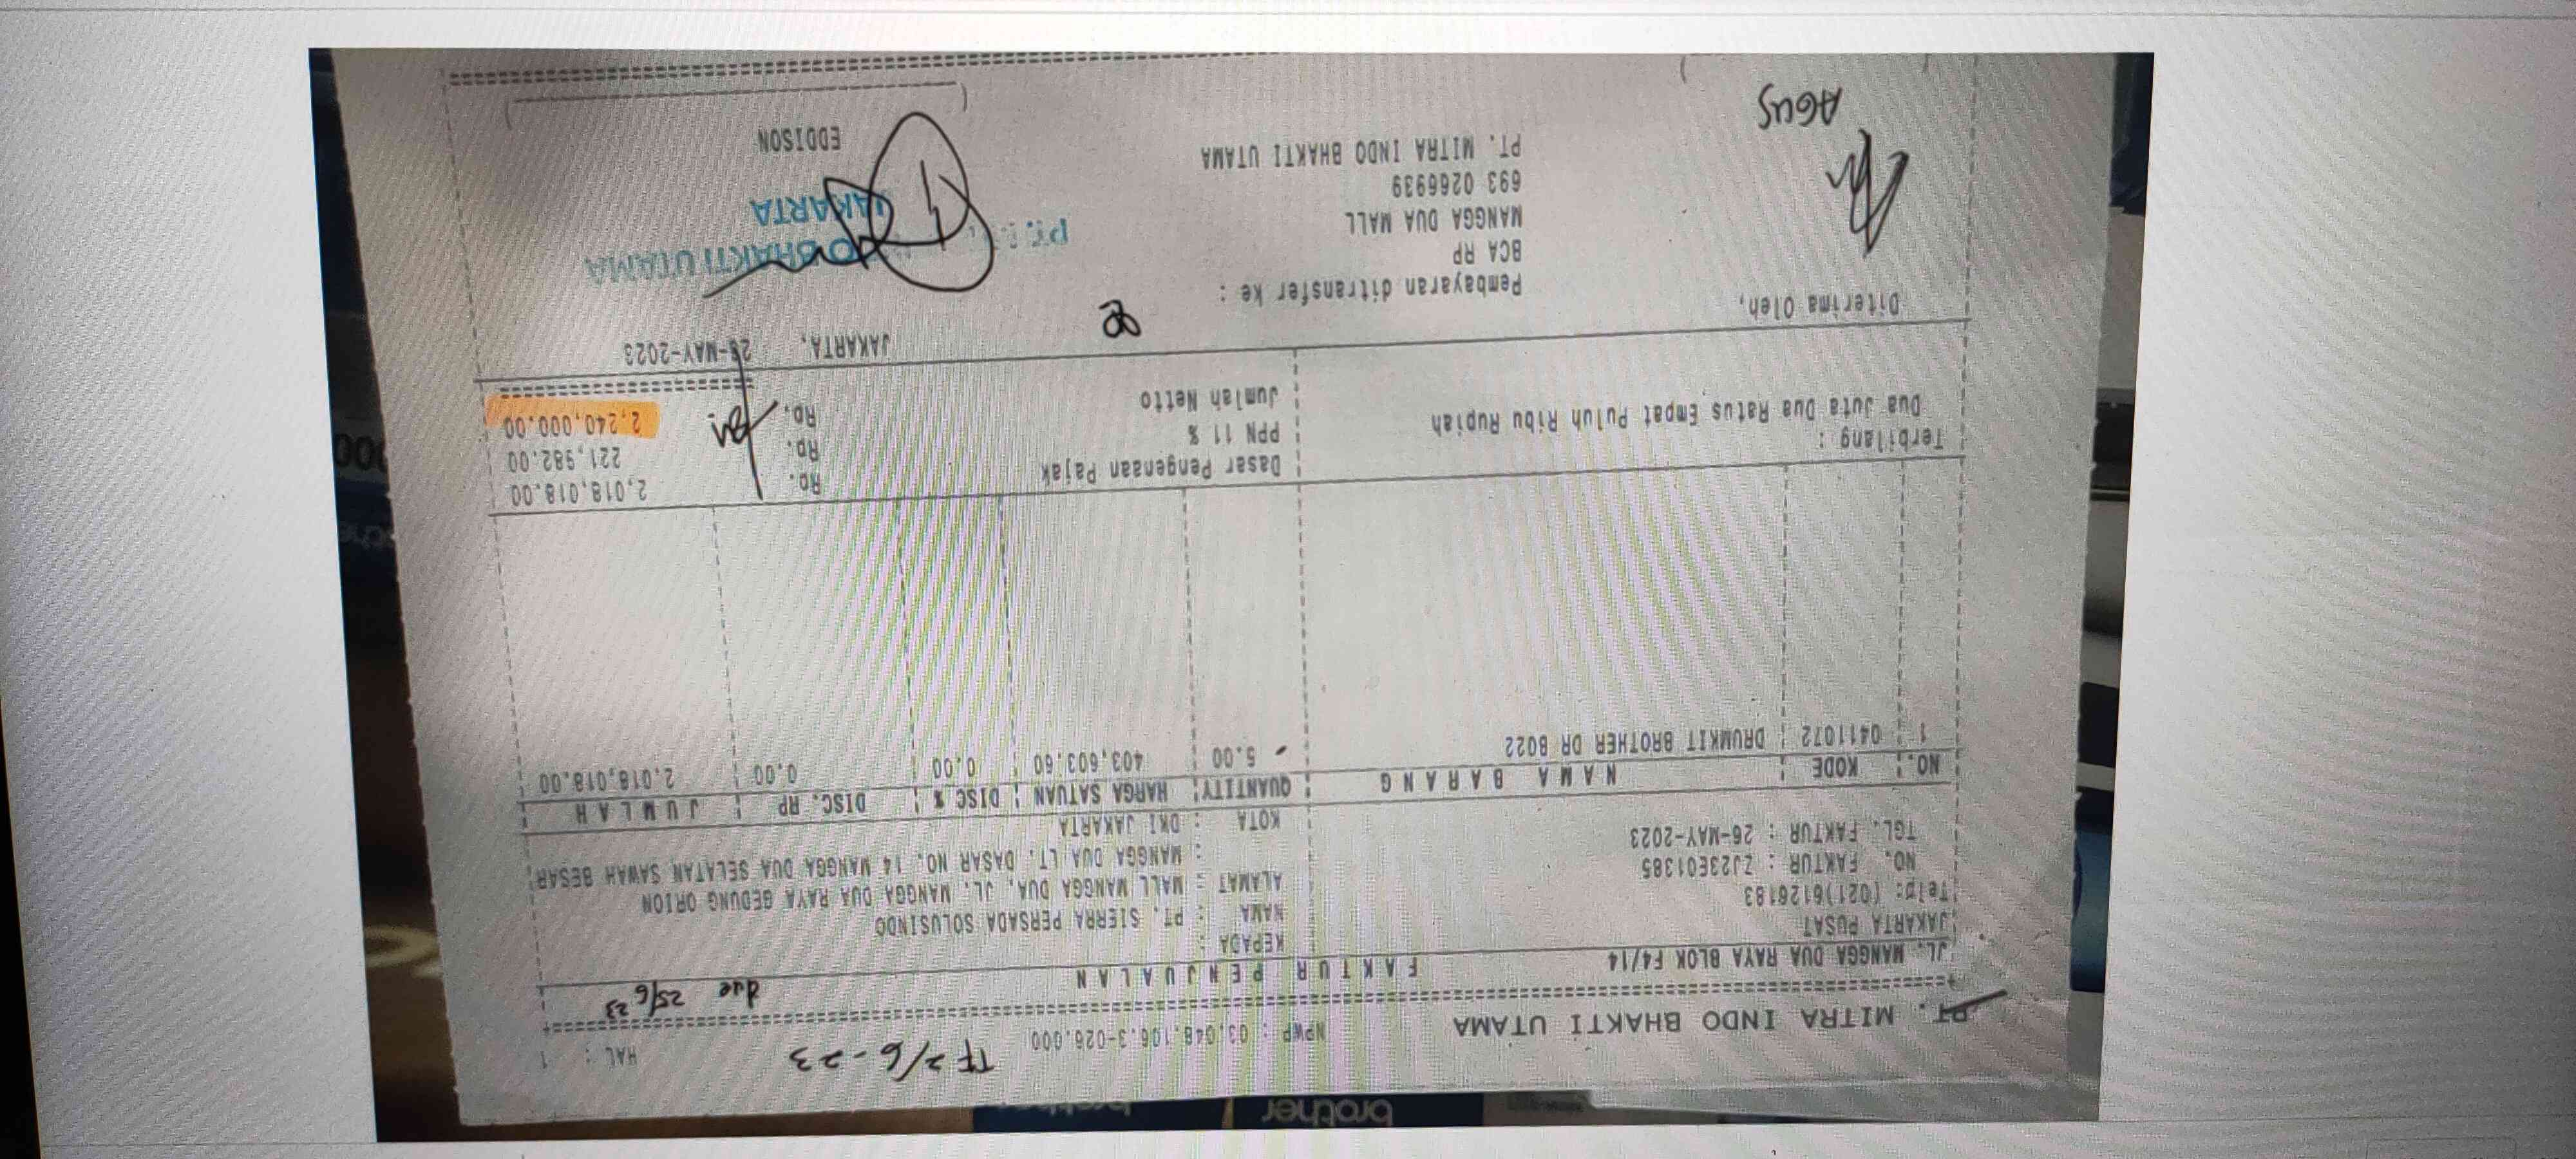 PT. MITRA INDO BHAKTI UTAMA
NPWP : 03.048.106.3-026.000
TF 2/6-23
HAL : 1
due 25/6 23
JL. MANGGA DUA RAYA BLOK F4/14
FAKTUR PENJUALAN
JAKARTA PUSAT
KEPADA :
Telp: (021)6126183
NAMA : PT. SIERRA PERSADA SOLUSINDO
NO. FAKTUR : ZJ23E01385
ALAMAT : MALL MANGGA DUA, JL. MANGGA DUA RAYA GEDUNG ORION
TGL. FAKTUR : 26-MAY-2023
: MANGGA DUA LT. DASAR NO. 14 MANGGA DUA SELATAN SAWAH BESAR
KOTA : DKI JAKARTA
NO. KODE NAMA BARANG QUANTITY HARGA SATUAN DISC % DISC. RP JUMLAH
1 0411072 DRUMKIT BROTHER DR B022 5.00 403,603.60 0.00 0.00 2,018,018.00
Terbilang :
Dua Juta Dua Ratus Empat Puluh Ribu Rupiah
Dasar Pengenaan Pajak Rp. 2,018,018.00
PPN 11 % Rp. 221,982.00
Jumlah Netto Rp. 2,240,000.00
JAKARTA, 26-MAY-2023
Diterima Oleh,
Pembayaran ditransfer ke :
BCA RP
MANGGA DUA MALL
693 0266939
PT. MITRA INDO BHAKTI UTAMA
AGUS
PT.
BHAKTI UTAMA
JAKARTA
EDDISON
brother